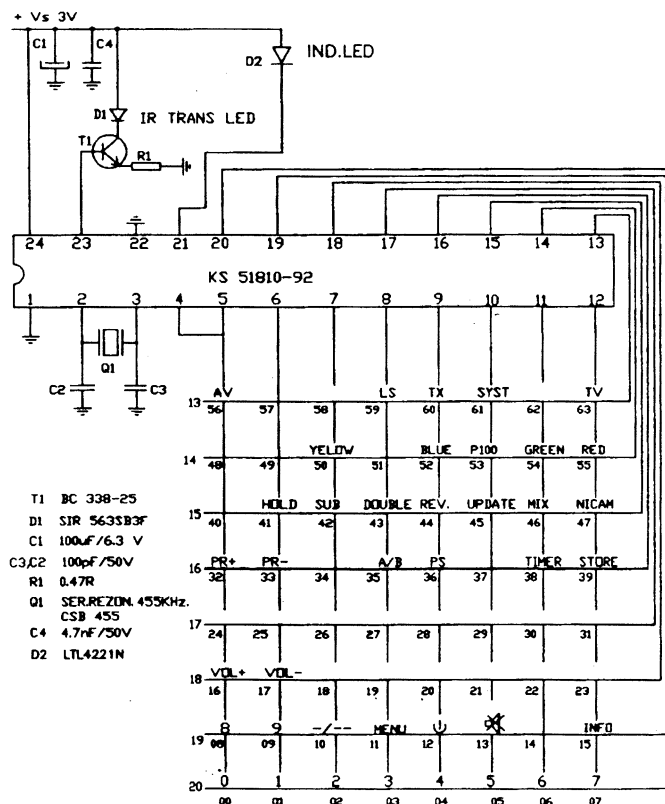 + Vs 3V
C1 C4
D2 IND.LED
D1 IR TRANS LED
T1
R1
24 23 22 21 20 19 18 17 16 15 14 13
KS 51810-92
1 2 3 4 5 6 7 8 9 10 11 12
Q1
C2 C3
AV LS TX SYST TV
13
56 57 58 59 60 61 62 63
YELOW BLUE P100 GREEN RED
14
48 49 50 51 52 53 54 55
HOLD SUB DOUBLE REV. UPDATE MIX NICAM
15
40 41 42 43 44 45 46 47
PR+ PR- A/B PS TIMER STORE
16
32 33 34 35 36 37 38 39
17
24 25 26 27 28 29 30 31
VOL+ VOL-
18
16 17 18 19 20 21 22 23
8 9 -/-- MENU INFO
19
08 09 10 11 12 13 14 15
0 1 2 3 4 5 6 7
20
00 01 02 03 04 05 06 07
T1 BC 338-25
D1 SIR 563SB3F
C1 100uF/6.3 V
C3,C2 100pF/50V
R1 0.47R
Q1 SER.REZON. 455KHz.
CSB 455
C4 4.7nF/50V
D2 LTL4221N